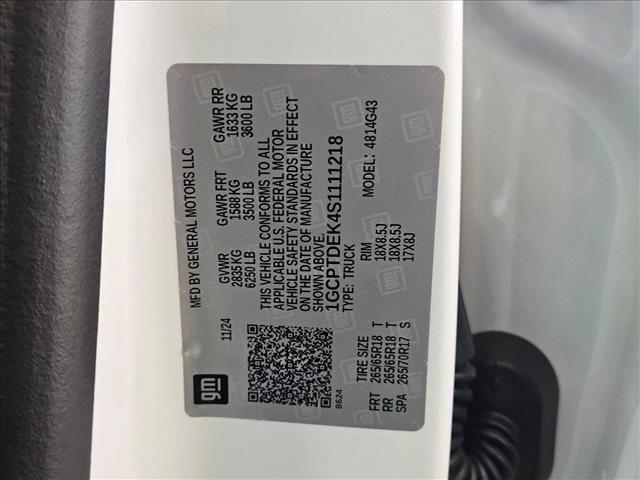 gm
MFD BY GENERAL MOTORS LLC
11/24
GVWR
2835KG
6250 LB
GAWR FRT
1588 KG
3500 LB
GAWR RR
1633 KG
3600 LB
THIS VEHICLE CONFORMS TO ALL
APPLICABLE U.S. FEDERAL MOTOR
VEHICLE SAFETY STANDARDS IN EFFECT
ON THE DATE OF MANUFACTURE
SHOWN ABOVE.
1GCPTDEK4S1111218
TYPE: TRUCK
MODEL: 4814G43
B624
TIRE SIZE RIM
FRT 265/65R18 T 18X8.5J
RR 265/65R18 T 18X8.5J
SPA 265/70R17 S 17X8J